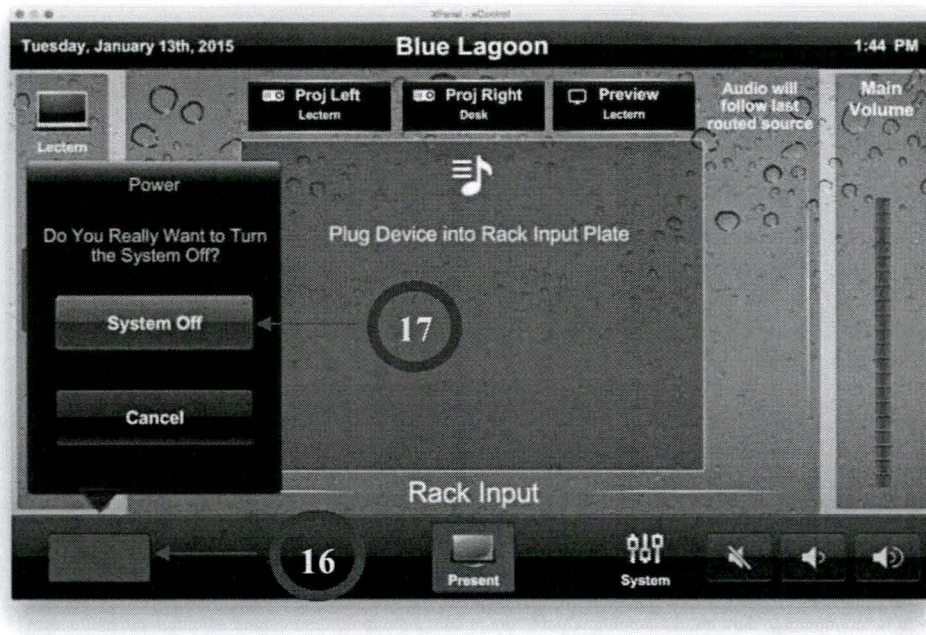 XPanel - eControl
Tuesday, January 13th, 2015
Blue Lagoon
1:44 PM
Proj Left
Lectern
Proj Right
Desk
Preview
Lectern
Audio will
follow last
routed source
Main
Volume
Lectern
Power
Do You Really Want to Turn
the System Off?
System Off
Cancel
Plug Device into Rack Input Plate
17
Rack Input
16
Present
System